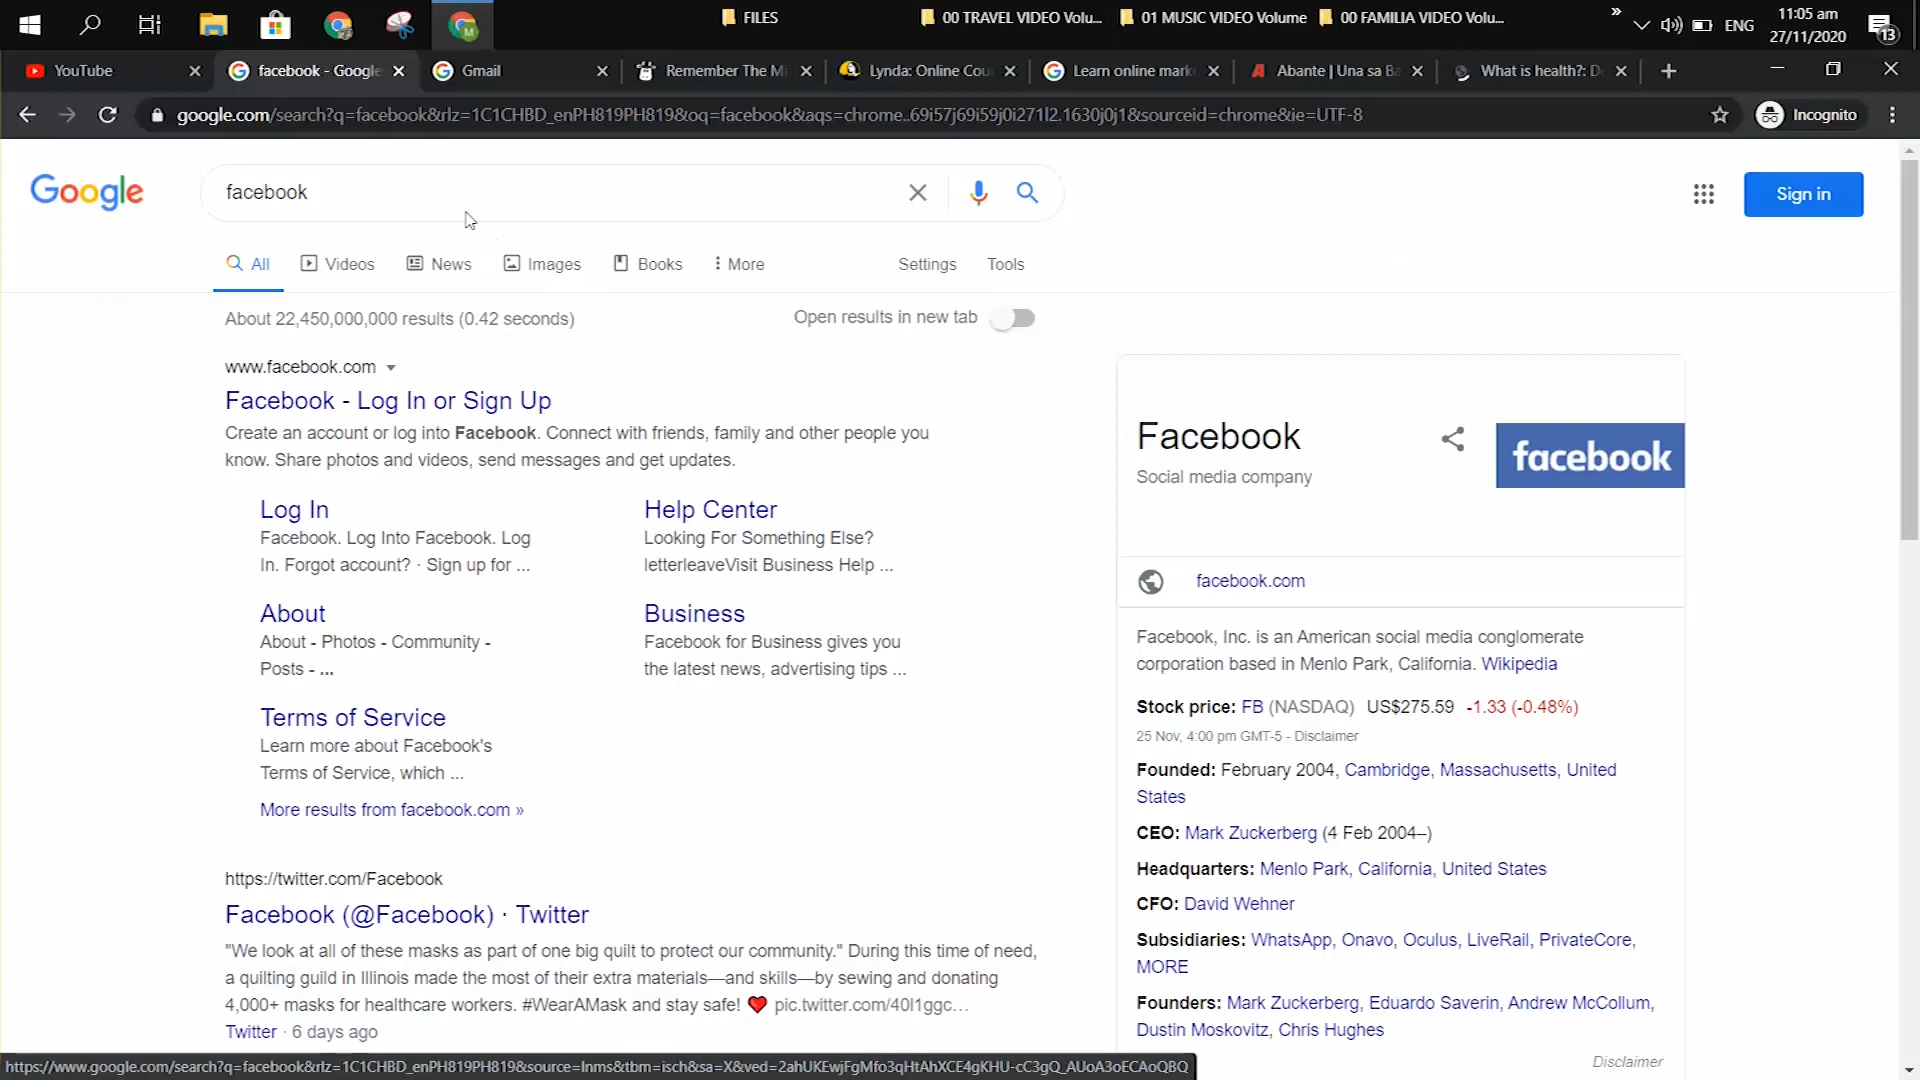 FILES
00 TRAVEL VIDEO Volu...
01 MUSIC VIDEO Volume
00 FAMILIA VIDEO Volu...
ENG
11:05 am
27/11/2020
13
YouTube
facebook - Google
Gmail
Remember The Mi
Lynda: Online Cou
Learn online mark
Abante | Una sa Ba
What is health?: D
google.com/search?q=facebook&rlz=1C1CHBD_enPH819PH819&oq=facebook&aqs=chrome..69i57j69i59j0i271l2.1630j0j1&sourceid=chrome&ie=UTF-8
Incognito
Google
facebook
Sign in
All
Videos
News
Images
Books
More
Settings
Tools
About 22,450,000,000 results (0.42 seconds)
Open results in new tab
www.facebook.com
Facebook - Log In or Sign Up
Create an account or log into Facebook. Connect with friends, family and other people you
know. Share photos and videos, send messages and get updates.
Log In
Facebook. Log Into Facebook. Log
In. Forgot account? · Sign up for ...
Help Center
Looking For Something Else?
letterleaveVisit Business Help ...
About
About - Photos - Community -
Posts - ...
Business
Facebook for Business gives you
the latest news, advertising tips ...
Terms of Service
Learn more about Facebook's
Terms of Service, which ...
More results from facebook.com »
https://twitter.com/Facebook
Facebook (@Facebook) · Twitter
"We look at all of these masks as part of one big quilt to protect our community." During this time of need,
a quilting guild in Illinois made the most of their extra materials—and skills—by sewing and donating
4,000+ masks for healthcare workers. #WearAMask and stay safe! ❤ pic.twitter.com/40I1ggc…
Twitter · 6 days ago
Facebook
Social media company
facebook
facebook.com
Facebook, Inc. is an American social media conglomerate
corporation based in Menlo Park, California. Wikipedia
Stock price: FB (NASDAQ) US$275.59 -1.33 (-0.48%)
25 Nov, 4:00 pm GMT-5 - Disclaimer
Founded: February 2004, Cambridge, Massachusetts, United
States
CEO: Mark Zuckerberg (4 Feb 2004–)
Headquarters: Menlo Park, California, United States
CFO: David Wehner
Subsidiaries: WhatsApp, Onavo, Oculus, LiveRail, PrivateCore,
MORE
Founders: Mark Zuckerberg, Eduardo Saverin, Andrew McCollum,
Dustin Moskovitz, Chris Hughes
Disclaimer
https://www.google.com/search?q=facebook&rlz=1C1CHBD_enPH819PH819&source=lnms&tbm=isch&sa=X&ved=2ahUKEwjFgMfo3qHtAhXCE4gKHU-cC3gQ_AUoA3oECAoQBQ